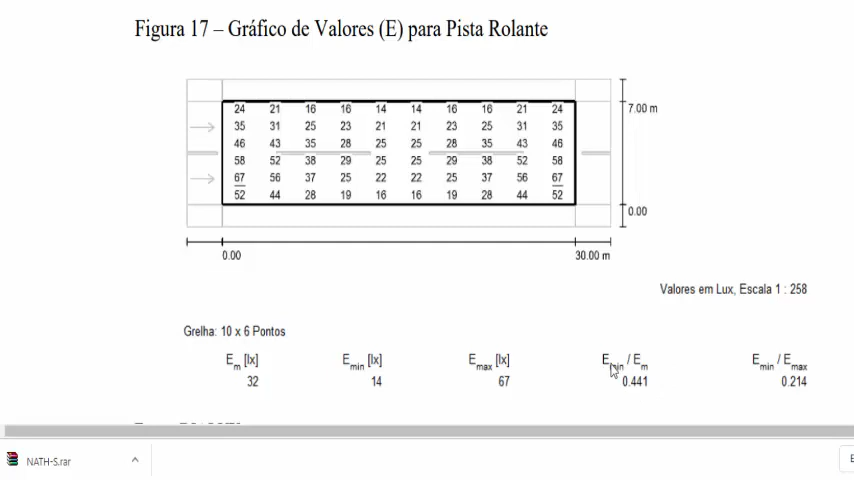 Figura 17 – Gráfico de Valores (E) para Pista Rolante
24 21 16 16 14 14 16 16 21 24
7.00 m
35 31 25 23 21 21 23 25 31 35
46 43 35 28 25 25 28 35 43 46
58 52 38 29 25 25 29 38 52 58
67 56 37 25 22 22 25 37 56 67
52 44 28 19 16 16 19 28 44 52
0.00
0.00 30.00 m
Valores em Lux, Escala 1 : 258
Grelha: 10 x 6 Pontos
Em [lx] Emin [lx] Emax [lx] Emin / Em Emin / Emax
32 14 67 0.441 0.214
NATH-S.rar